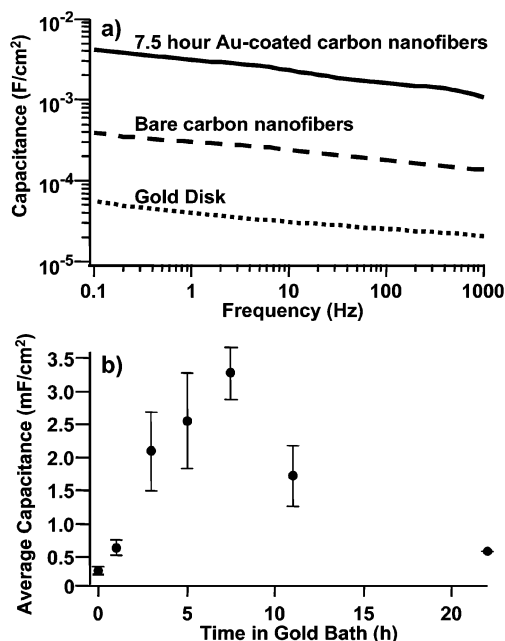 a)
7.5 hour Au-coated carbon nanofibers
Bare carbon nanofibers
Gold Disk
Capacitance (F/cm²)
10⁻²
10⁻³
10⁻⁴
10⁻⁵
0.1 1 10 100 1000
Frequency (Hz)
b)
Average Capacitance (mF/cm²)
3.5
3.0
2.5
2.0
1.5
1.0
0.5
0
0 5 10 15 20
Time in Gold Bath (h)